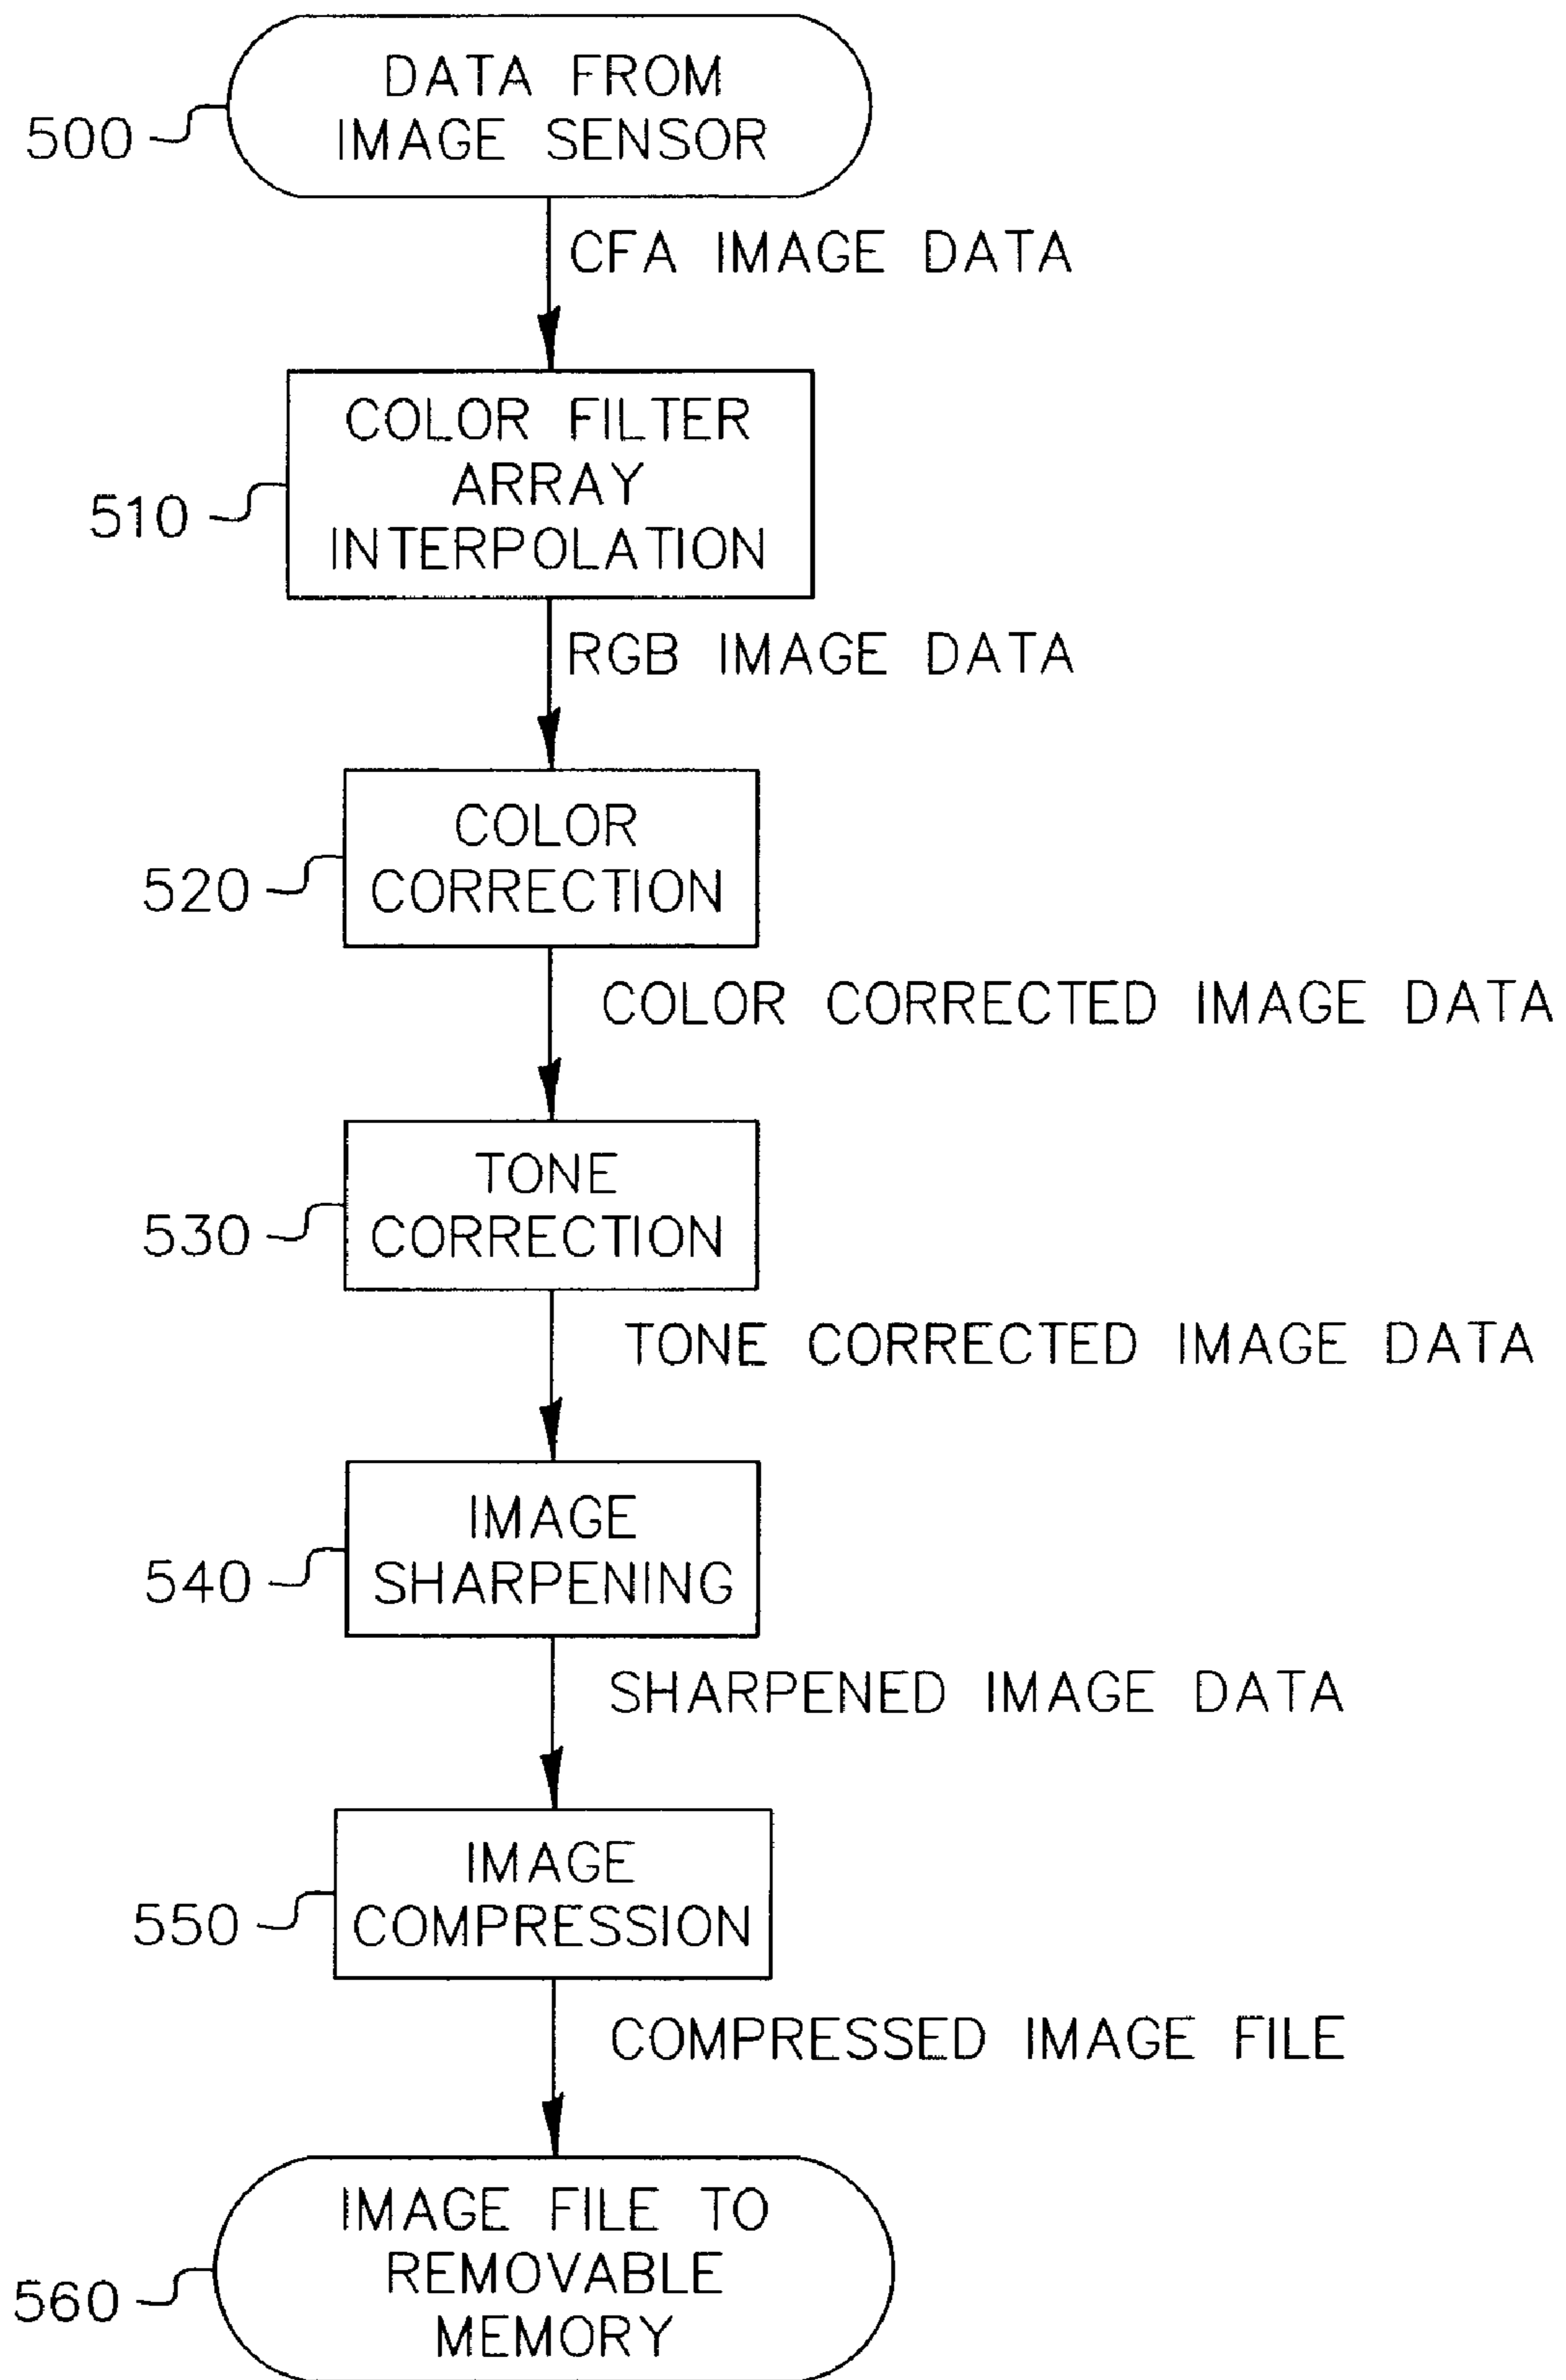 DATA FROM
IMAGE SENSOR
500
CFA IMAGE DATA
COLOR FILTER
ARRAY
INTERPOLATION
510
RGB IMAGE DATA
COLOR
CORRECTION
520
COLOR CORRECTED IMAGE DATA
TONE
CORRECTION
530
TONE CORRECTED IMAGE DATA
IMAGE
SHARPENING
540
SHARPENED IMAGE DATA
IMAGE
COMPRESSION
550
COMPRESSED IMAGE FILE
IMAGE FILE TO
REMOVABLE
MEMORY
560